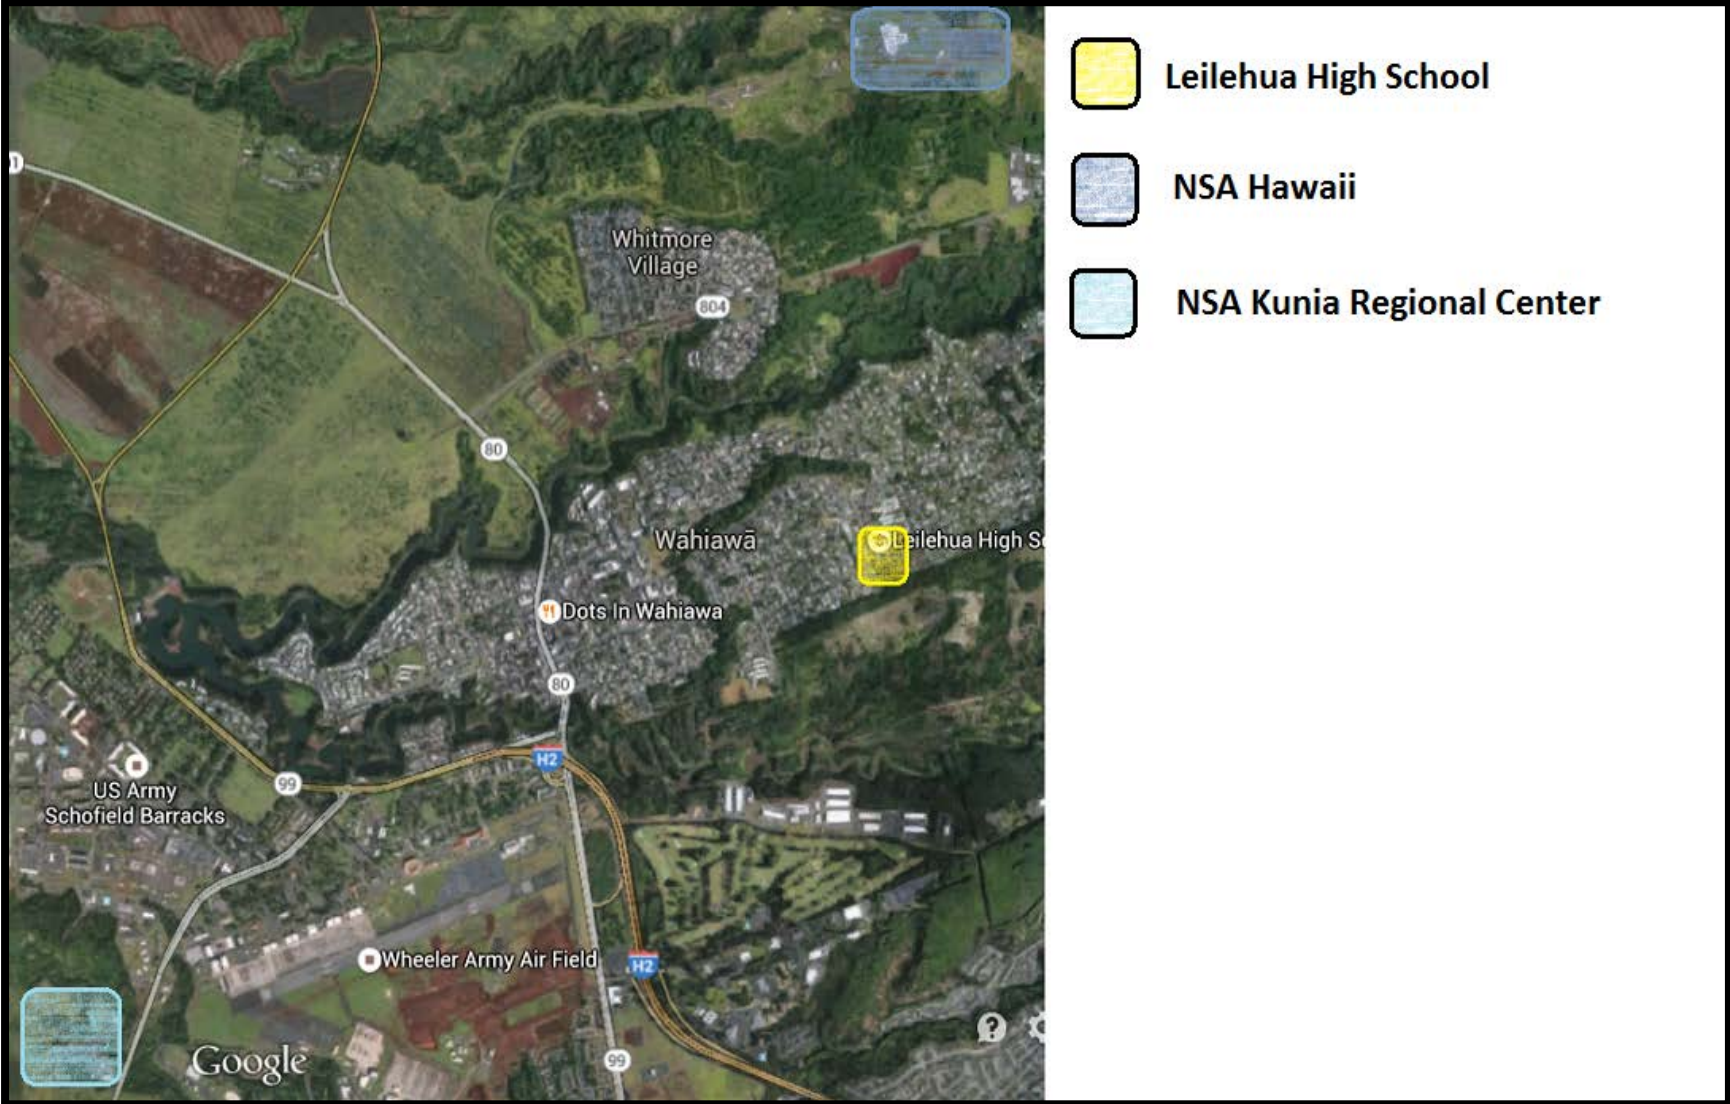 1
Whitmore
Village
804
80
Wahiawā
Leilehua High S
Dots In Wahiawa
80
H2
99
US Army
Schofield Barracks
Wheeler Army Air Field
H2
?
Google
99
Leilehua High School
NSA Hawaii
NSA Kunia Regional Center